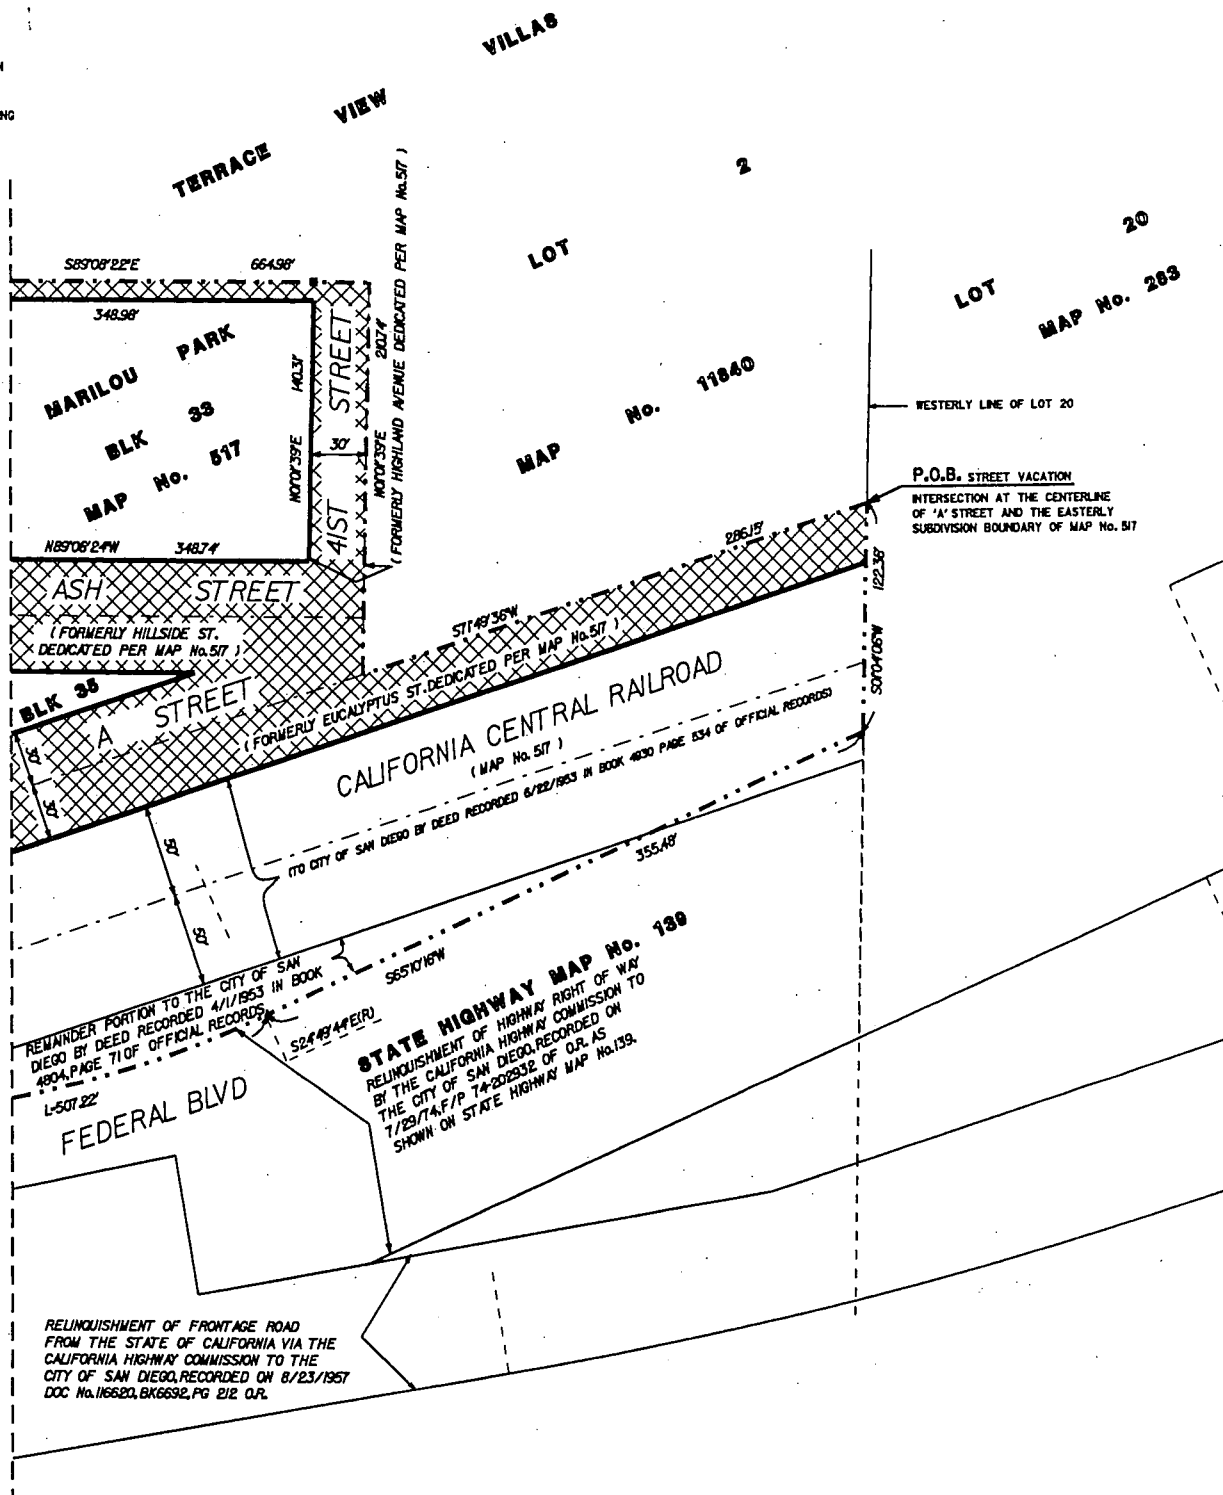 VILLAS
VIEW
TERRACE
NG
2
LOT
20
LOT
MAP No. 283
S89°08'22"E 664.98'
348.98'
MARILOU PARK
BLK 33
MAP No. 517
140.31'
N0°01'39"E
41ST STREET
30'
210.74'
N0°01'39"E
(FORMERLY HIGHLAND AVENUE DEDICATED PER MAP No.517)
MAP No. 11840
WESTERLY LINE OF LOT 20
P.O.B. STREET VACATION
INTERSECTION AT THE CENTERLINE
OF 'A' STREET AND THE EASTERLY
SUBDIVISION BOUNDARY OF MAP No. 517
N89°06'24"W 348.74'
ASH STREET
(FORMERLY HILLSIDE ST.
DEDICATED PER MAP No.517)
286.15'
S71°49'36"W
122.38'
S0°04'06"W
BLK 35
A STREET
(FORMERLY EUCALYPTUS ST. DEDICATED PER MAP No.517)
30'
30'
CALIFORNIA CENTRAL RAILROAD
(MAP No. 517)
(TO CITY OF SAN DIEGO BY DEED RECORDED 6/22/1953 IN BOOK 4930 PAGE 534 OF OFFICIAL RECORDS)
50'
50'
355.48'
S65°10'16"W
REMAINDER PORTION TO THE CITY OF SAN
DIEGO BY DEED RECORDED 4/1/1953 IN BOOK
4804, PAGE 71 OF OFFICIAL RECORDS
S24°49'44"E(R)
L=507.22'
FEDERAL BLVD
STATE HIGHWAY MAP No. 139
RELINQUISHMENT OF HIGHWAY RIGHT OF WAY
BY THE CALIFORNIA HIGHWAY COMMISSION TO
THE CITY OF SAN DIEGO, RECORDED ON
7/29/74, F/P 74-202932 OF O.R. AS
SHOWN ON STATE HIGHWAY MAP No.139.
RELINQUISHMENT OF FRONTAGE ROAD
FROM THE STATE OF CALIFORNIA VIA THE
CALIFORNIA HIGHWAY COMMISSION TO THE
CITY OF SAN DIEGO, RECORDED ON 8/23/1957
DOC No.116620, BK6692, PG 212 O.R.